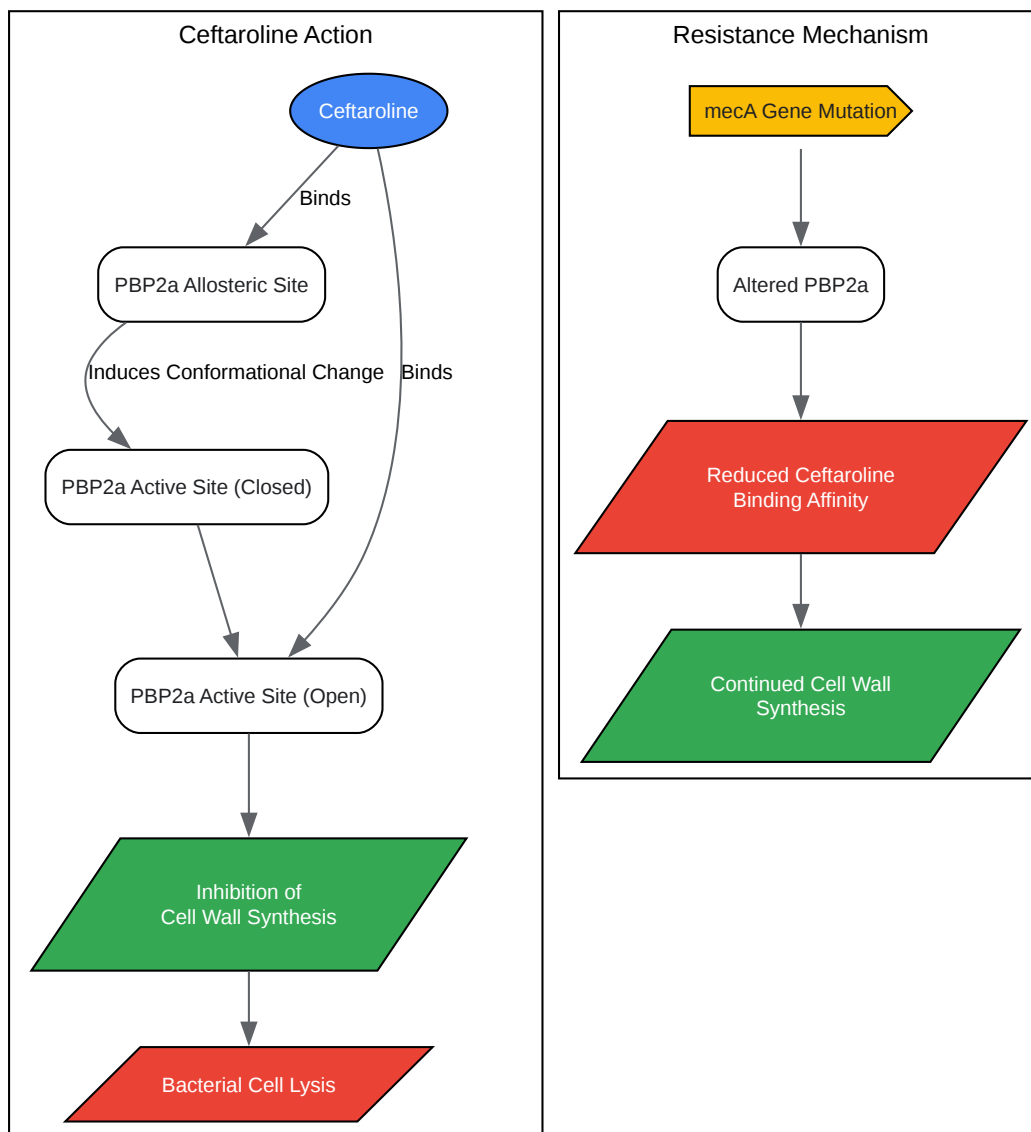 Ceftaroline Action
Ceftaroline
Binds
PBP2a Allosteric Site
Induces Conformational Change
Binds
PBP2a Active Site (Closed)
PBP2a Active Site (Open)
Inhibition of
Cell Wall Synthesis
Bacterial Cell Lysis
Resistance Mechanism
mecA Gene Mutation
Altered PBP2a
Reduced Ceftaroline
Binding Affinity
Continued Cell Wall
Synthesis